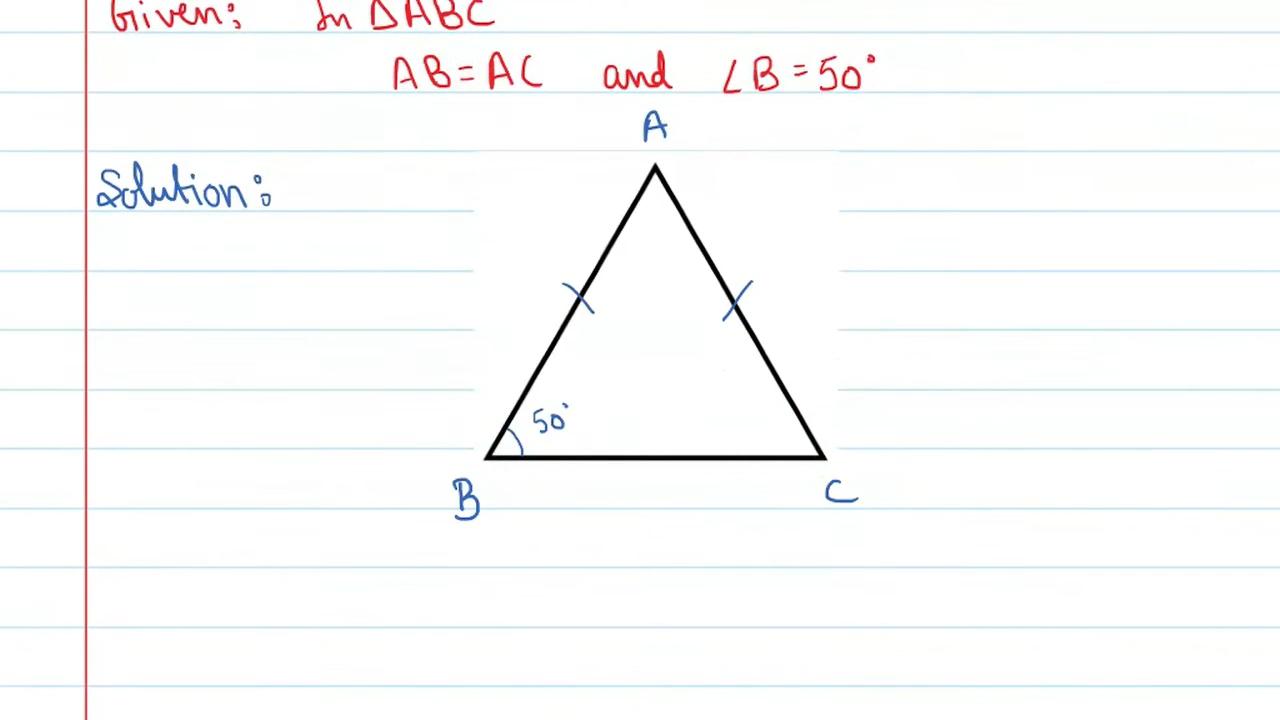 Given: In ΔABC
AB = AC and ∠B = 50°
A
Solution:
50°
B C